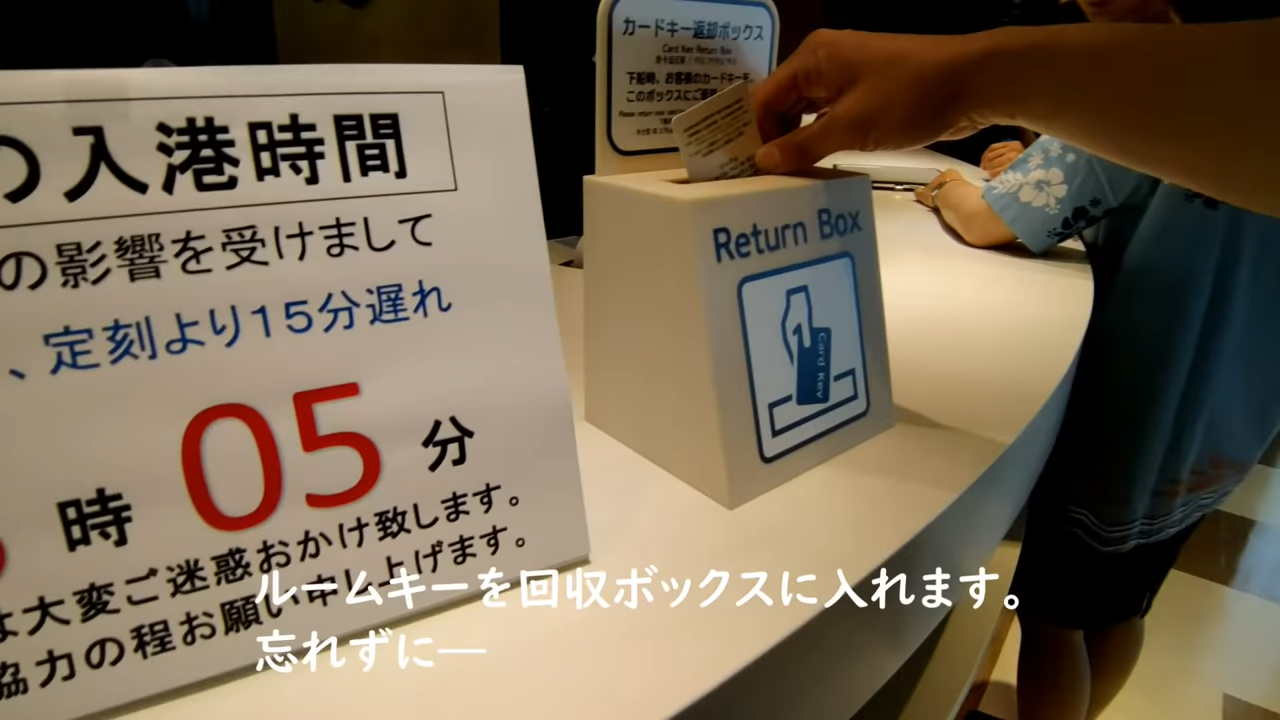 の入港時間
の影響を受けまして
、定刻より15分遅れ
時 05 分
は大変ご迷惑おかけ致します。
協力の程お願い申し上げます。
カードキー返却ボックス
Card Key Return Box
下船時、お客様のカードキーを、
このボックスにご
Return Box
Card Key
ルームキーを回収ボックスに入れます。
忘れずに―